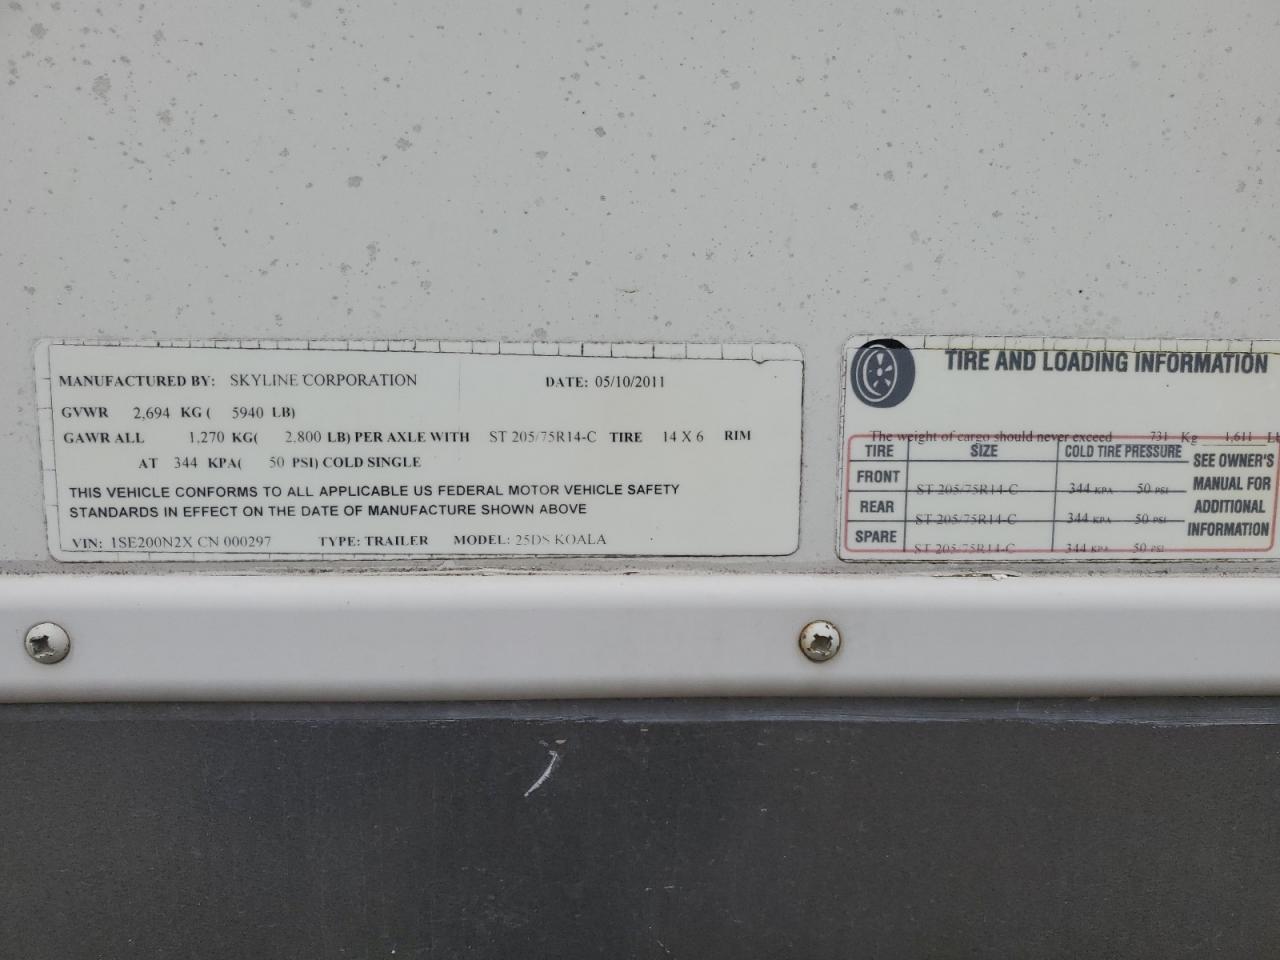 MANUFACTURED BY: SKYLINE CORPORATION DATE: 05/10/2011
GVWR 2,694 KG ( 5940 LB)
GAWR ALL 1,270 KG( 2,800 LB) PER AXLE WITH ST 205/75R14-C TIRE 14 X 6 RIM
AT 344 KPA( 50 PSI) COLD SINGLE
THIS VEHICLE CONFORMS TO ALL APPLICABLE US FEDERAL MOTOR VEHICLE SAFETY
STANDARDS IN EFFECT ON THE DATE OF MANUFACTURE SHOWN ABOVE
VIN: 1SE200N2X CN 000297 TYPE: TRAILER MODEL: 25DS KOALA
TIRE AND LOADING INFORMATION
The weight of cargo should never exceed 731 Kg 1,611
TIRE SIZE COLD TIRE PRESSURE
FRONT ST 205/75R14-C 344 KPA 50 PSI
REAR ST 205/75R14-C 344 KPA 50 PSI
SPARE ST 205/75R14-C 344 KPA 50 PSI
SEE OWNER'S
MANUAL FOR
ADDITIONAL
INFORMATION